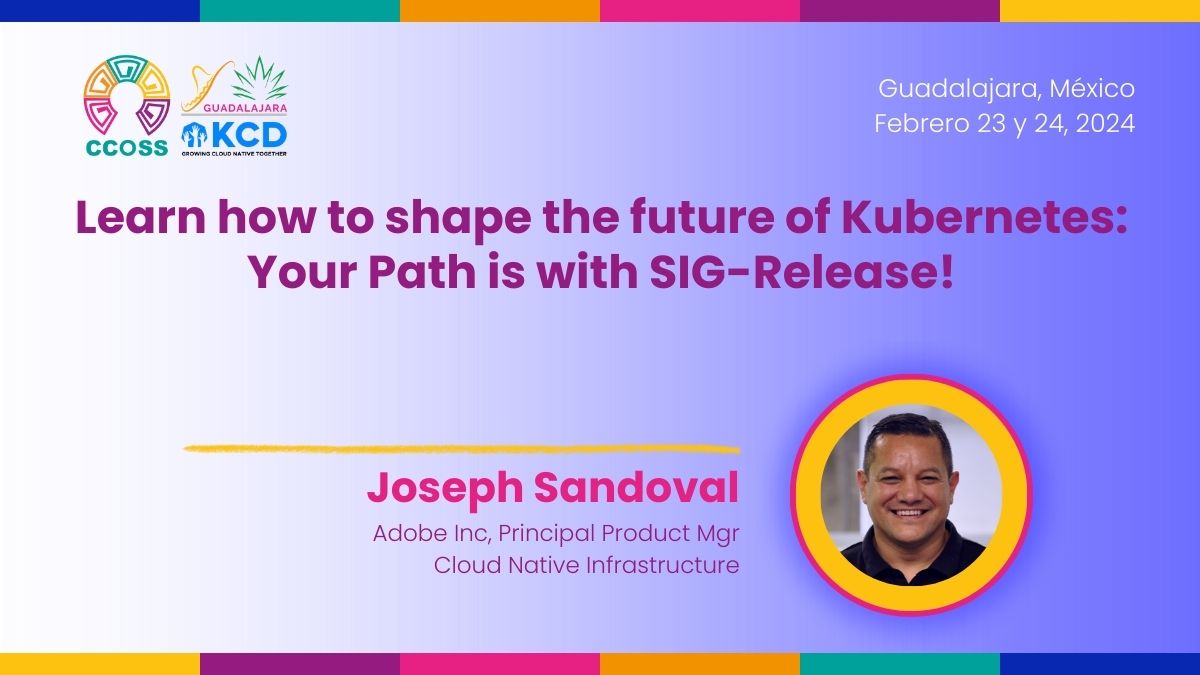 CCOSS
GUADALAJARA
KCD
GROWING CLOUD NATIVE TOGETHER
Guadalajara, México
Febrero 23 y 24, 2024
Learn how to shape the future of Kubernetes:
Your Path is with SIG-Release!
Joseph Sandoval
Adobe Inc, Principal Product Mgr
Cloud Native Infrastructure